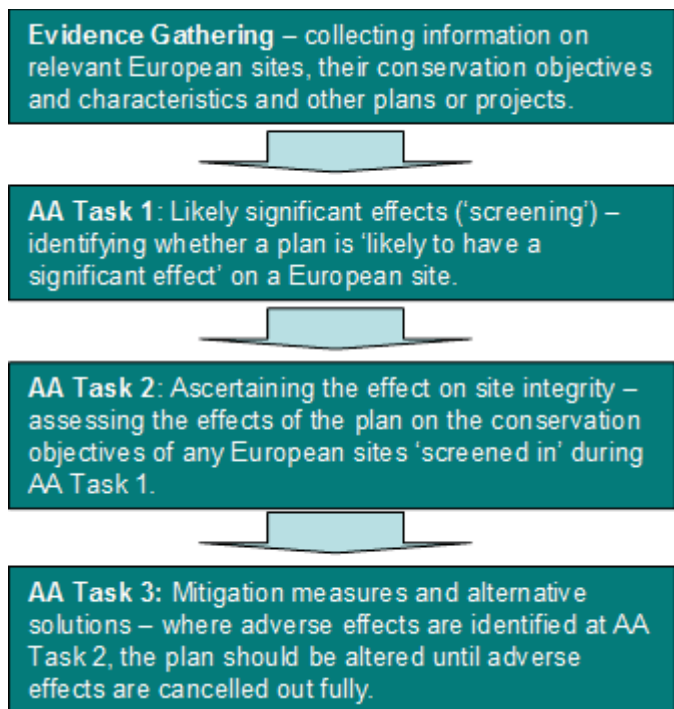 Evidence Gathering – collecting information on
relevant European sites, their conservation objectives
and characteristics and other plans or projects.
AA Task 1: Likely significant effects (‘screening’) –
identifying whether a plan is ‘likely to have a
significant effect’ on a European site.
AA Task 2: Ascertaining the effect on site integrity –
assessing the effects of the plan on the conservation
objectives of any European sites ‘screened in’ during
AA Task 1.
AA Task 3: Mitigation measures and alternative
solutions – where adverse effects are identified at AA
Task 2, the plan should be altered until adverse
effects are cancelled out fully.